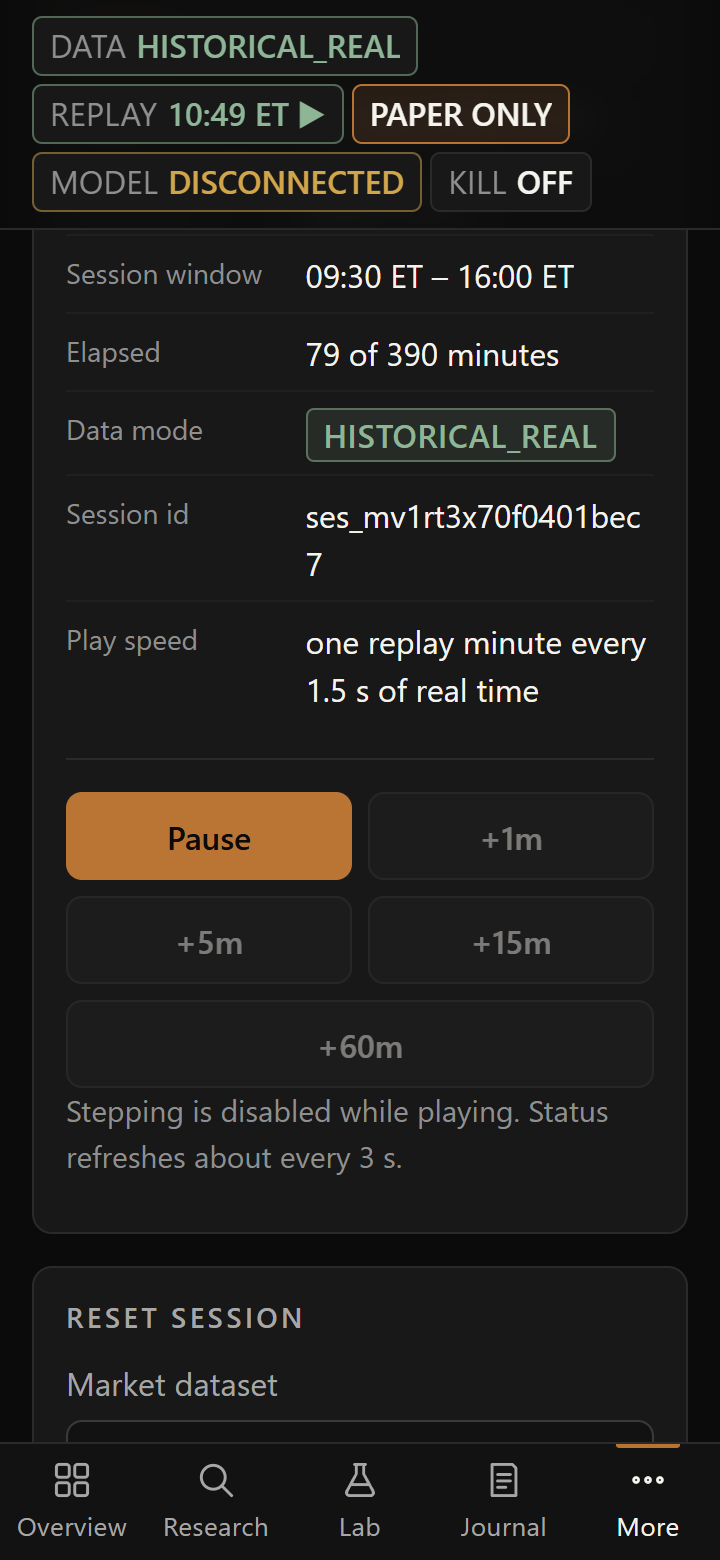 DATA HISTORICAL_REAL
REPLAY 10:49 ET ▶ PAPER ONLY
MODEL DISCONNECTED KILL OFF
Session window 09:30 ET – 16:00 ET
Elapsed 79 of 390 minutes
Data mode HISTORICAL_REAL
Session id ses_mv1rt3x70f0401bec
7
Play speed one replay minute every
1.5 s of real time
Pause +1m
+5m +15m
+60m
Stepping is disabled while playing. Status
refreshes about every 3 s.
RESET SESSION
Market dataset
Overview Research Lab Journal More